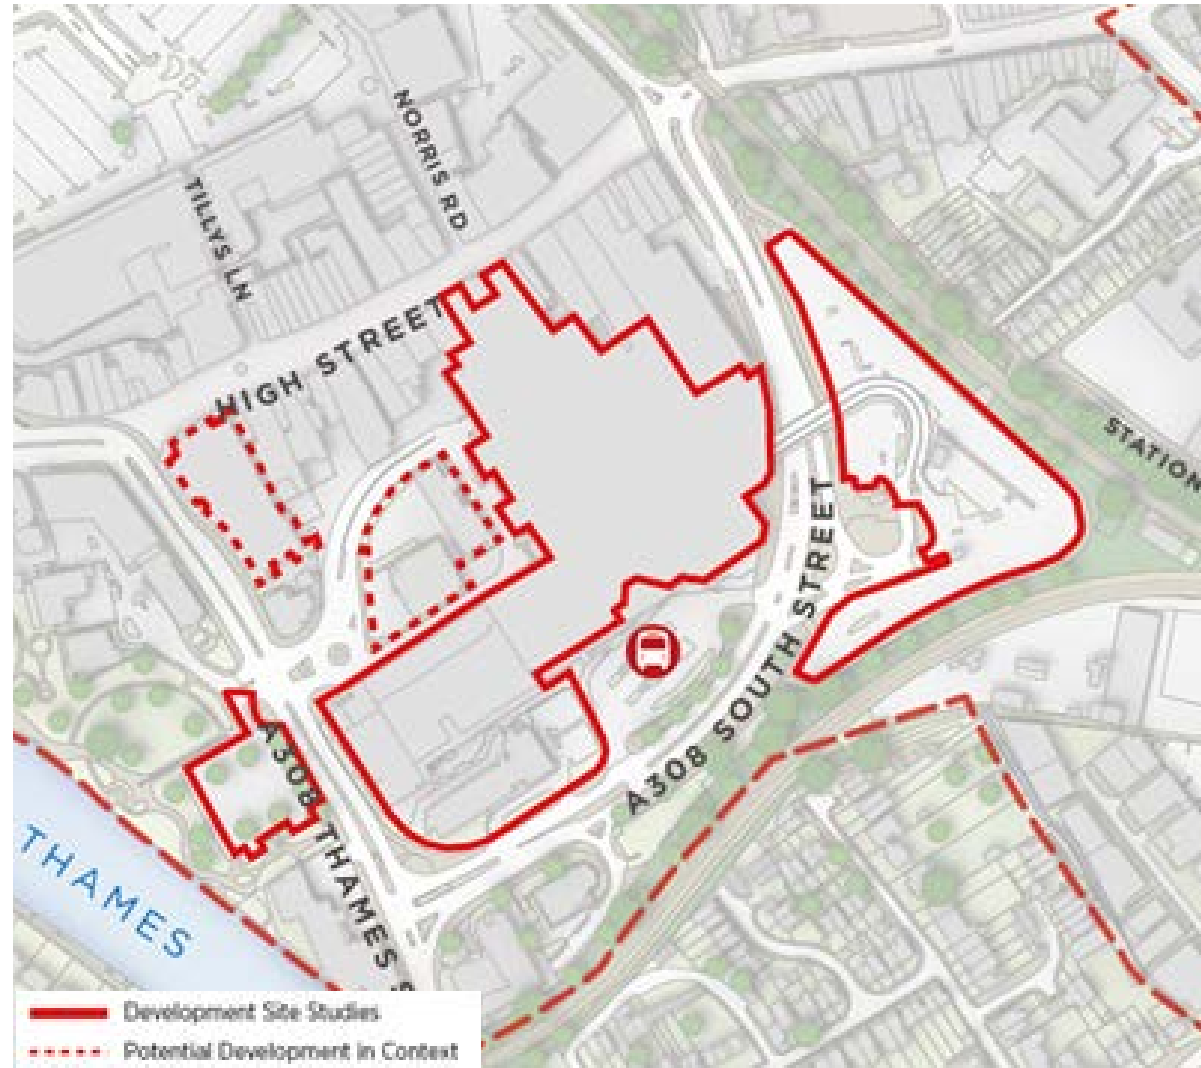 NORRIS RD
TILLYS LN
HIGH STREET
STATION
A308 SOUTH STREET
A308 THAMES S
THAMES
Development Site Studies
Potential Development in Context